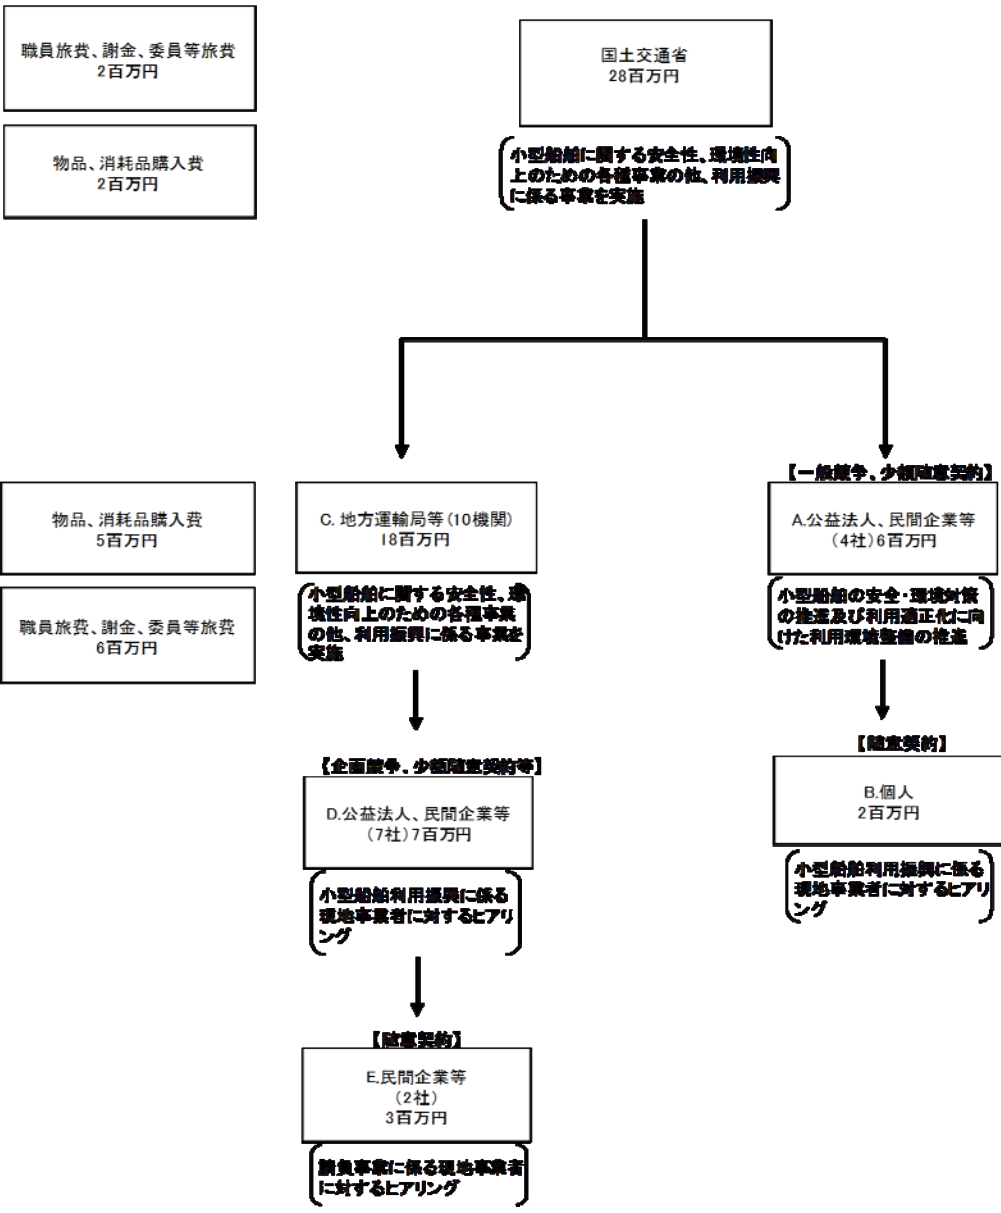 職員旅費、謝金、委員等旅費
2百万円
国土交通省
28百万円
物品、消耗品購入費
2百万円
小型船舶に関する安全性、環境性向
上のための各種事業の他、利用振興
に係る事業を実施
【一般競争、少額随意契約】
物品、消耗品購入費
5百万円
C. 地方運輸局等(10機関)
18百万円
A.公益法人、民間企業等
(4社)6百万円
小型船舶に関する安全性、環
境性向上のための各種事業
の他、利用振興に係る事業を
実施
小型船舶の安全・環境対策
の推進及び利用適正化に向
けた利用環境整備の推進
職員旅費、謝金、委員等旅費
6百万円
【企画競争、少額随意契約等】
【随意契約】
D.公益法人、民間企業等
(7社)7百万円
B.個人
2百万円
小型船舶利用振興に係る
現地事業者に対するヒアリ
ング
小型船舶利用振興に係る
現地事業者に対するヒアリ
ング
【随意契約】
E.民間企業等
(2社)
3百万円
請負事業に係る現地事業者
に対するヒアリング